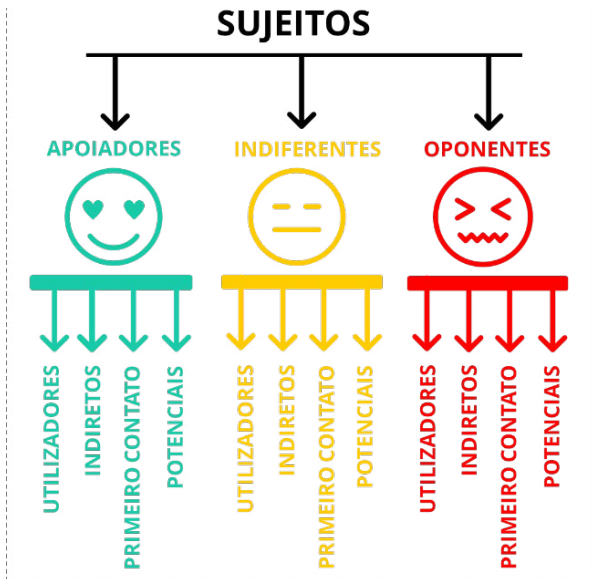 SUJEITOS
APOIADORES
INDIFERENTES
OPONENTES
UTILIZADORES
INDIRETOS
PRIMEIRO CONTATO
POTENCIAIS
UTILIZADORES
INDIRETOS
PRIMEIRO CONTATO
POTENCIAIS
UTILIZADORES
INDIRETOS
PRIMEIRO CONTATO
POTENCIAIS